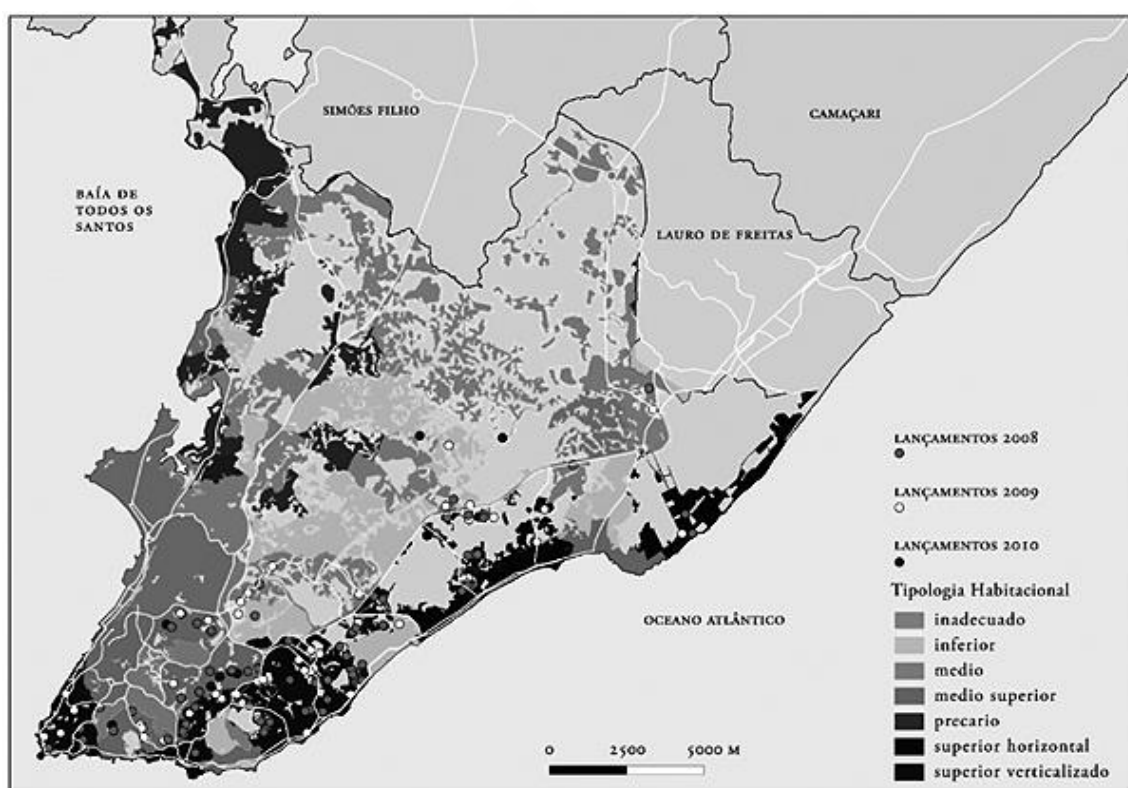 SIMÕES FILHO
CAMAÇARI
BAÍA DE
TODOS OS
SANTOS
LAURO DE FREITAS
LANÇAMENTOS 2008
LANÇAMENTOS 2009
LANÇAMENTOS 2010
Tipologia Habitacional
inadecuado
inferior
medio
medio superior
precario
superior horizontal
superior verticalizado
OCEANO ATLÂNTICO
0 2500 5000 M